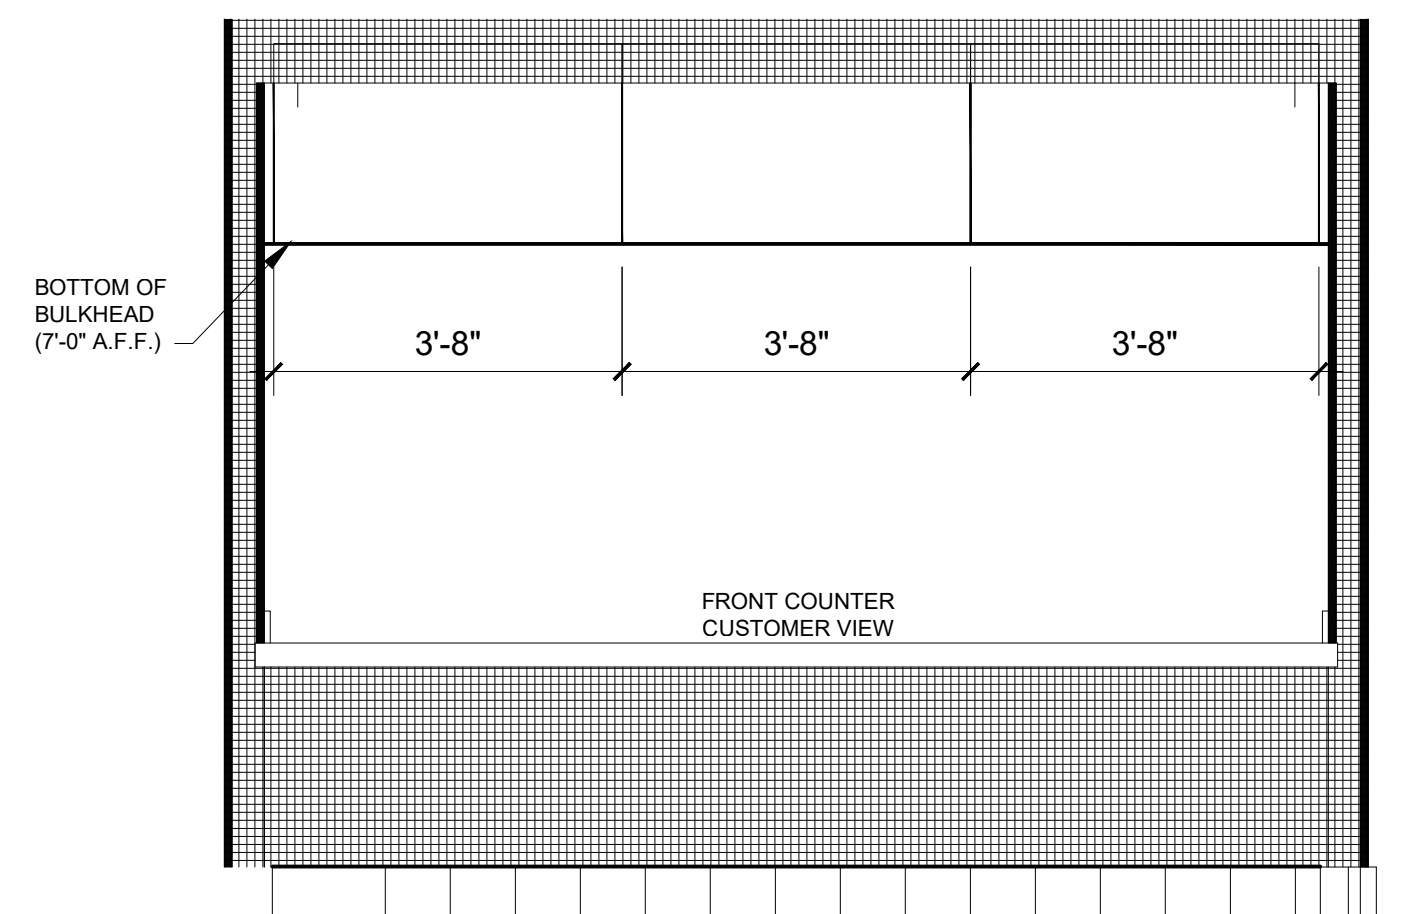 BOTTOM OF
BULKHEAD
(7'-0" A.F.F.)
3'-8" 3'-8" 3'-8"
FRONT COUNTER
CUSTOMER VIEW